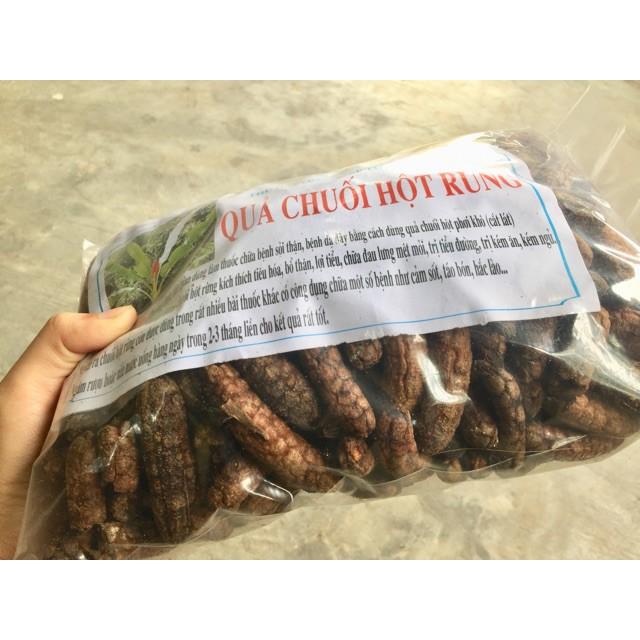 QUẢ CHUỐI HỘT RỪNG
dùng làm thuốc chữa bệnh sỏi thận, bệnh dạ dày bằng cách dùng quả chuối hột phơi khô (cắt lát)
hột rừng kích thích tiêu hóa, bổ thận, lợi tiểu, chữa đau lưng mệt mỏi, trị tiểu đường, trị kém ăn, kém ngủ.
chuối hột rừng còn được dùng trong rất nhiều bài thuốc khác có công dụng chữa một số bệnh như cảm sốt, táo bón, hắc lào...
ngâm rượu hoặc sắc nước uống hàng ngày trong 2-3 tháng liền cho kết quả rất tốt.